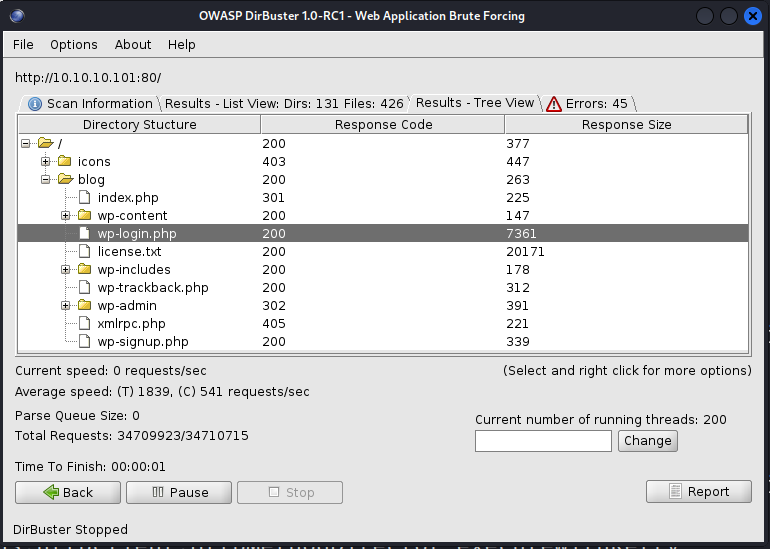 OWASP DirBuster 1.0-RC1 - Web Application Brute Forcing
File Options About Help
http://10.10.10.101:80/
Scan Information Results - List View: Dirs: 131 Files: 426 Results - Tree View Errors: 45
Directory Stucture Response Code Response Size
/ 200 377
icons 403 447
blog 200 263
index.php 301 225
wp-content 200 147
wp-login.php 200 7361
license.txt 200 20171
wp-includes 200 178
wp-trackback.php 200 312
wp-admin 302 391
xmlrpc.php 405 221
wp-signup.php 200 339
Current speed: 0 requests/sec (Select and right click for more options)
Average speed: (T) 1839, (C) 541 requests/sec
Parse Queue Size: 0 Current number of running threads: 200
Total Requests: 34709923/34710715 Change
Time To Finish: 00:00:01
Back Pause Stop Report
DirBuster Stopped